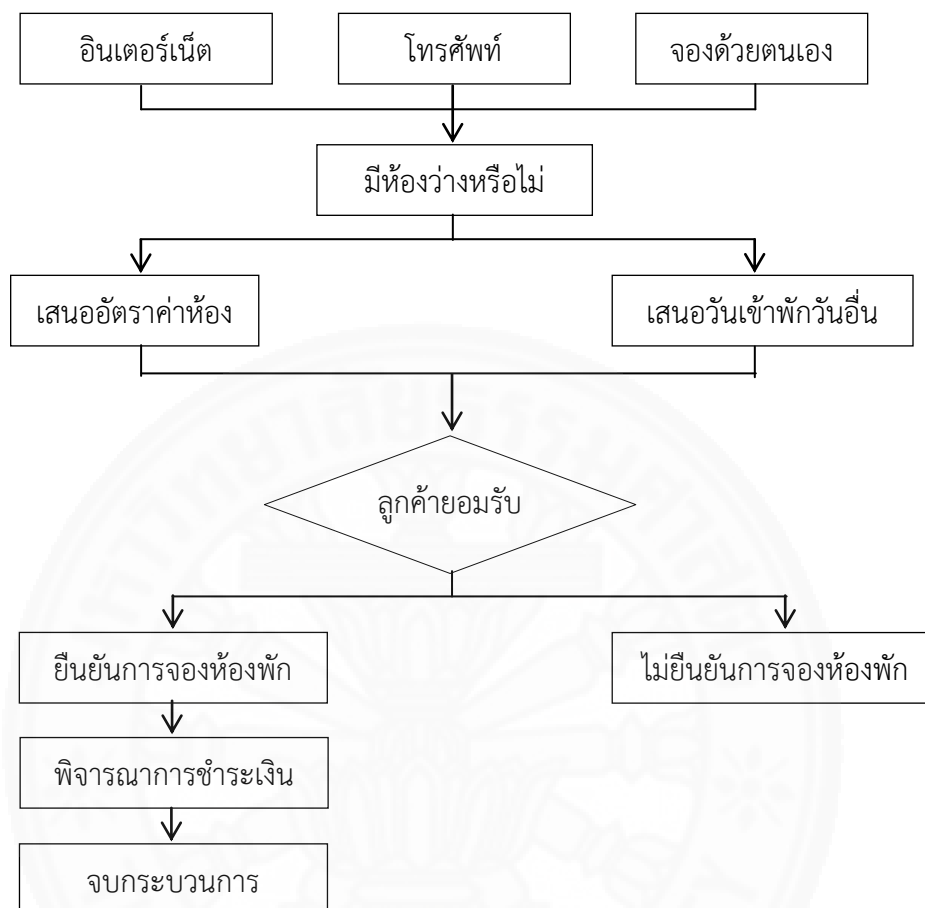 อินเตอร์เน็ต
โทรศัพท์
จองด้วยตนเอง
มีห้องว่างหรือไม่
เสนออัตราค่าห้อง
เสนอวันเข้าพักวันอื่น
ลูกค้ายอมรับ
ยืนยันการจองห้องพัก
ไม่ยืนยันการจองห้องพัก
พิจารณาการชำระเงิน
จบกระบวนการ